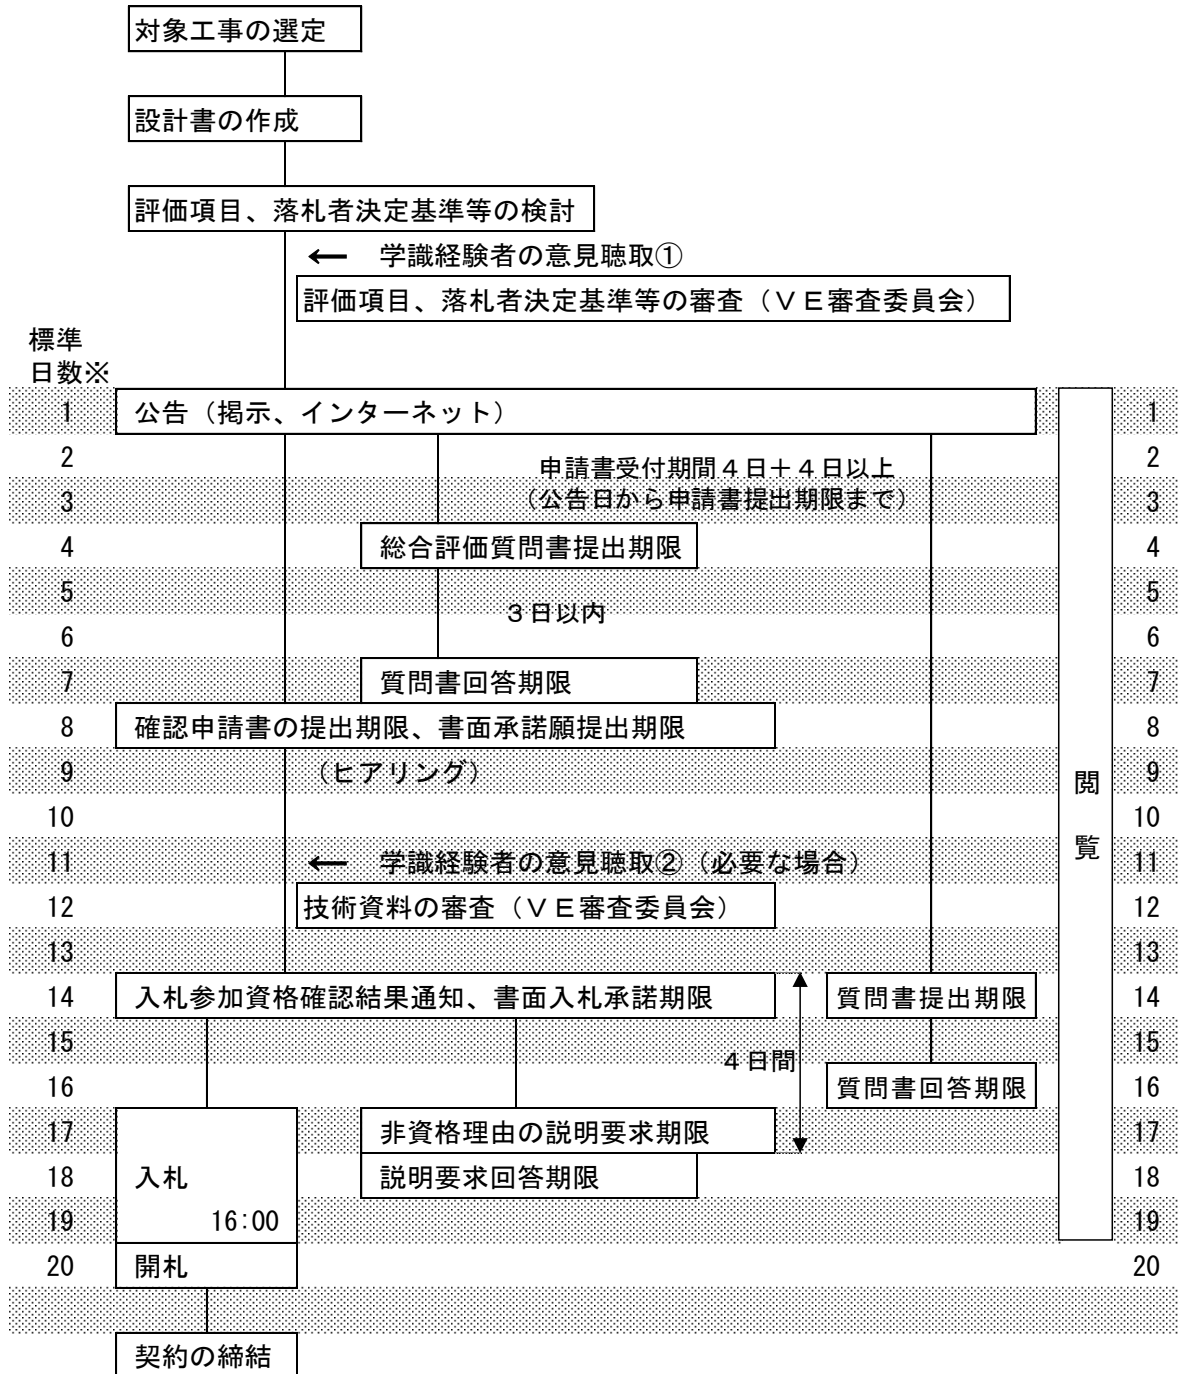 対象工事の選定
設計書の作成
評価項目、落札者決定基準等の検討
← 学識経験者の意見聴取①
評価項目、落札者決定基準等の審査（ＶＥ審査委員会）
標準
日数※
1 公告（掲示、インターネット） 1
2 申請書受付期間４日＋４日以上 2
3 （公告日から申請書提出期限まで） 3
4 総合評価質問書提出期限 4
5 5
３日以内
6 6
7 質問書回答期限 7
8 確認申請書の提出期限、書面承諾願提出期限 8
9 （ヒアリング） 9
10 10
閲覧
11 ← 学識経験者の意見聴取②（必要な場合） 11
12 技術資料の審査（ＶＥ審査委員会） 12
13 13
14 入札参加資格確認結果通知、書面入札承諾期限 質問書提出期限 14
15 15
４日間
16 質問書回答期限 16
17 非資格理由の説明要求期限 17
18 入札 説明要求回答期限 18
19 16:00 19
20 開札 20
契約の締結